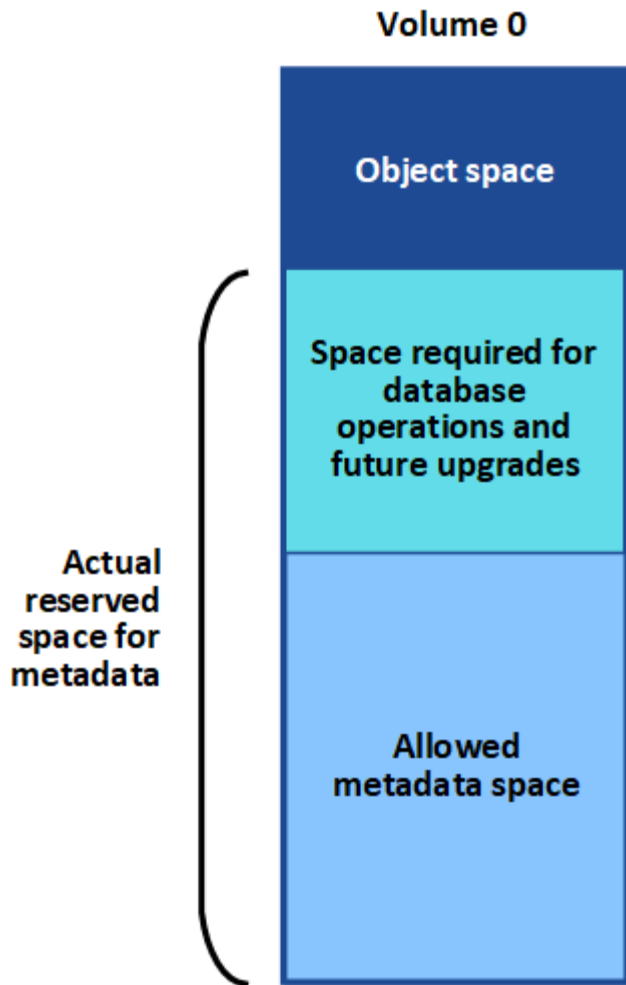 Volume 0
Object space
Space required for
database
operations and
future upgrades
Actual
reserved
space for
metadata
Allowed
metadata space